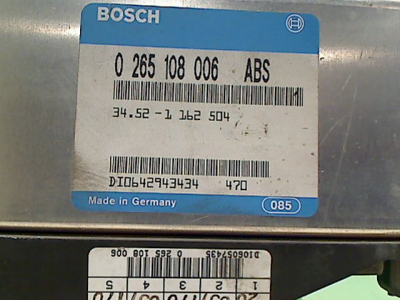 BOSCH
0 265 108 006 ABS
34.52-1 162 504
DI0642943434 470
Made in Germany 085
0 265 108 006 DI06057435
1 2 3 4 5